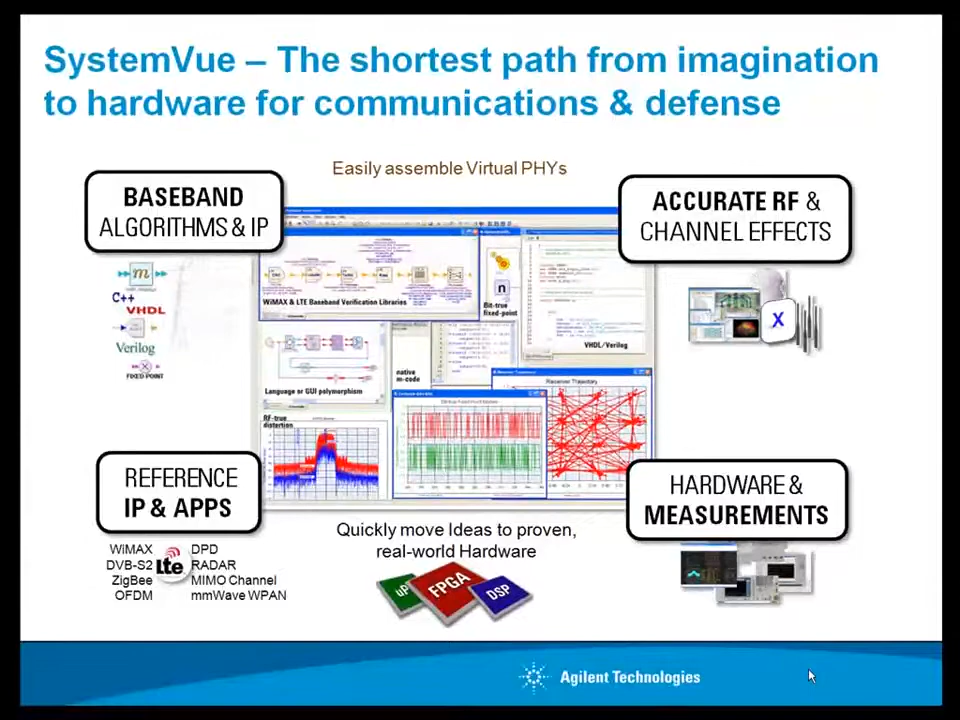 SystemVue – The shortest path from imagination
to hardware for communications & defense
Easily assemble Virtual PHYs
BASEBAND
ALGORITHMS & IP
ACCURATE RF &
CHANNEL EFFECTS
m
C++
VHDL
Verilog
FIXED POINT
WiMAX & LTE Baseband Verification Libraries
n
Bit-true
fixed-point
VHDL/Verilog
X
Language or GUI polymorphism
native
m-code
RF-true
distortion
Receiver Trajectory
REFERENCE
IP & APPS
HARDWARE &
MEASUREMENTS
Quickly move Ideas to proven,
real-world Hardware
WiMAX
DVB-S2
ZigBee
OFDM
Lte
DPD
RADAR
MIMO Channel
mmWave WPAN
uP
FPGA
DSP
Agilent Technologies